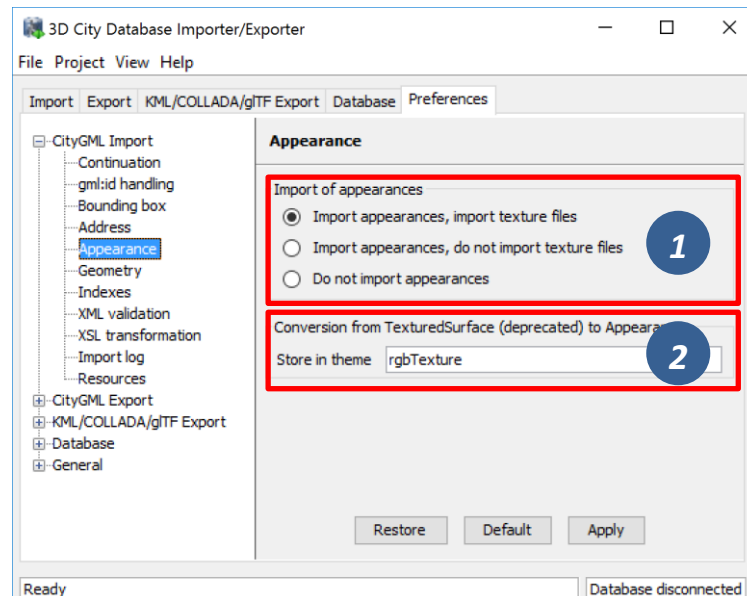 3D City Database Importer/Exporter
File Project View Help
Import Export KML/COLLADA/glTF Export Database Preferences
CityGML Import
Continuation
gml:id handling
Bounding box
Address
Appearance
Geometry
Indexes
XML validation
XSL transformation
Import log
Resources
CityGML Export
KML/COLLADA/glTF Export
Database
General
Appearance
Import of appearances
Import appearances, import texture files
Import appearances, do not import texture files
Do not import appearances
1
Conversion from TexturedSurface (deprecated) to
Store in theme rgbTexture
2
Restore Default Apply
Ready Database disconnected